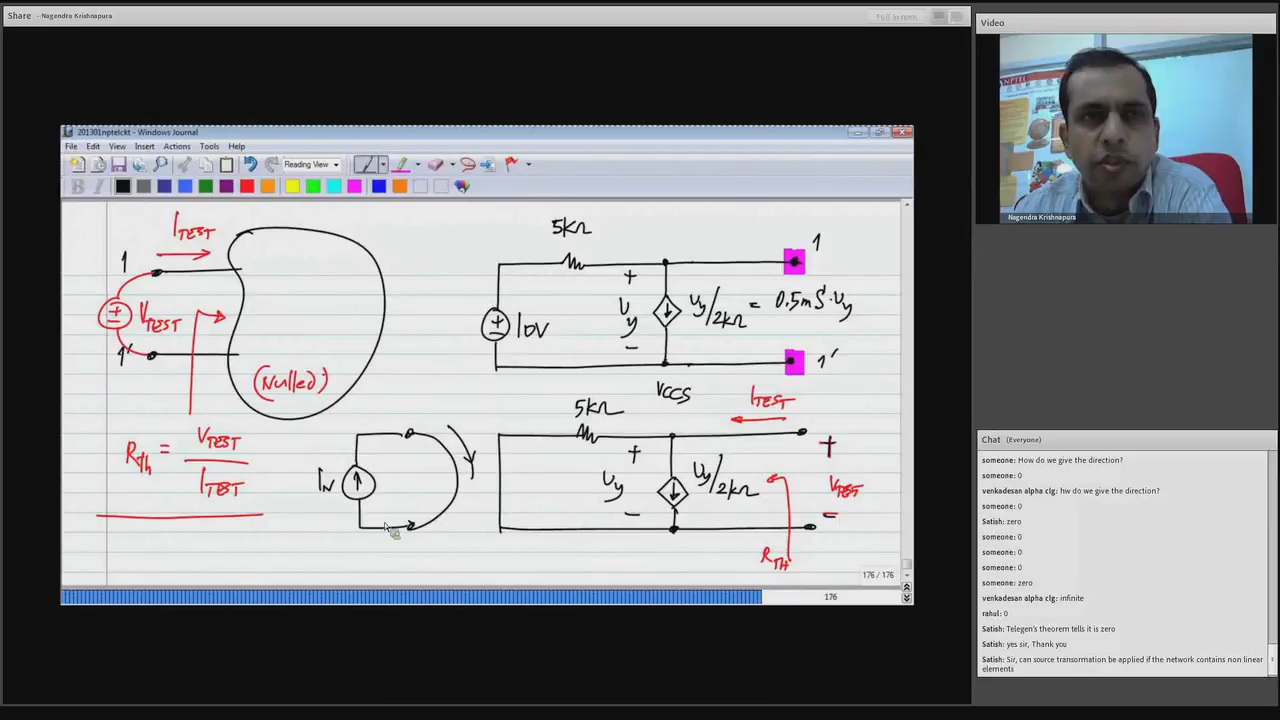 Share - Nagendra Krishnapura
Full Screen
Video
Nagendra Krishnapura
201301nptelckt - Windows Journal
File Edit View Insert Actions Tools Help
Reading View
B I
ITEST
1
VTEST
1'
(Nulled)
RTh = VTEST / ITEST
IN
5kΩ
10V
+
Vy
−
Vy/2kΩ = 0.5mS·Vy
1
1'
VCCS
5kΩ
ITEST
+
Vy
−
Vy/2kΩ
+
VTEST
−
RTH
176 / 176
176
Chat (Everyone)
someone: How do we give the direction?
someone: 0
venkadesan alpha clg: hw do we give the direction?
someone: 0
Satish: zero
someone: 0
someone: 0
someone: 0
someone: zero
venkadesan alpha clg: infinite
rahul: 0
Satish: Telegen's theorem tells it is zero
Satish: yes sir, Thank you
Satish: Sir, can source transormation be applied if the network contains non linear
elements